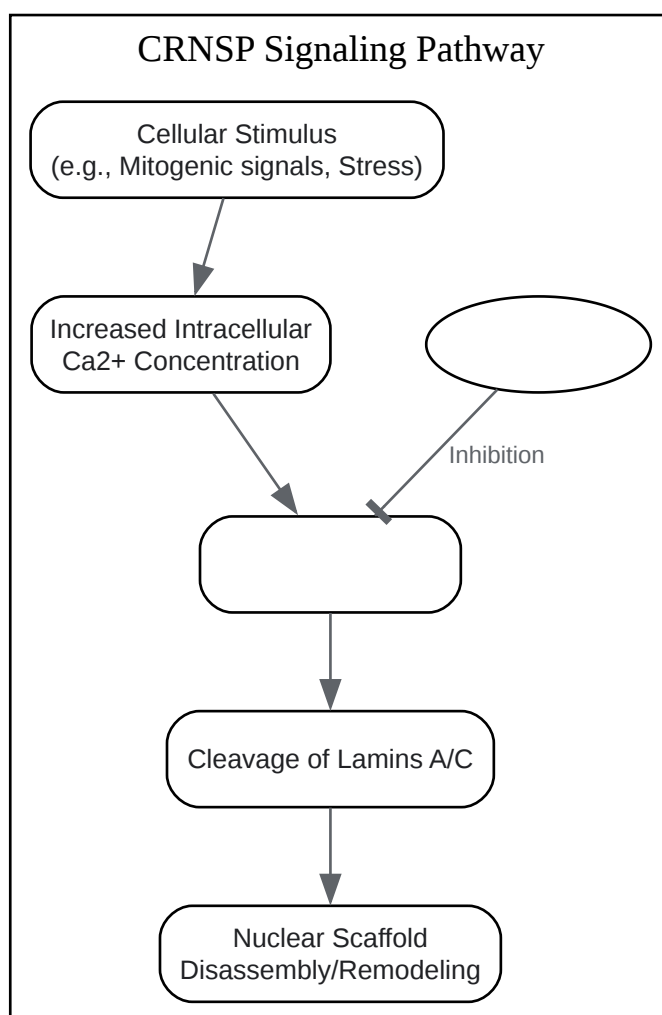 CRNSP Signaling Pathway
Cellular Stimulus
(e.g., Mitogenic signals, Stress)
Increased Intracellular
Ca2+ Concentration
Inhibition
Cleavage of Lamins A/C
Nuclear Scaffold
Disassembly/Remodeling